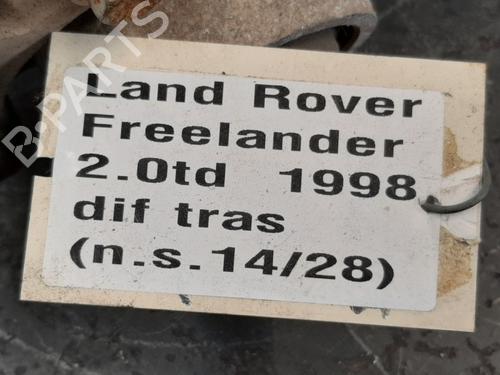 B-PARTS
Land Rover
Freelander
2.0td 1998
dif tras
(n.s.14/28)